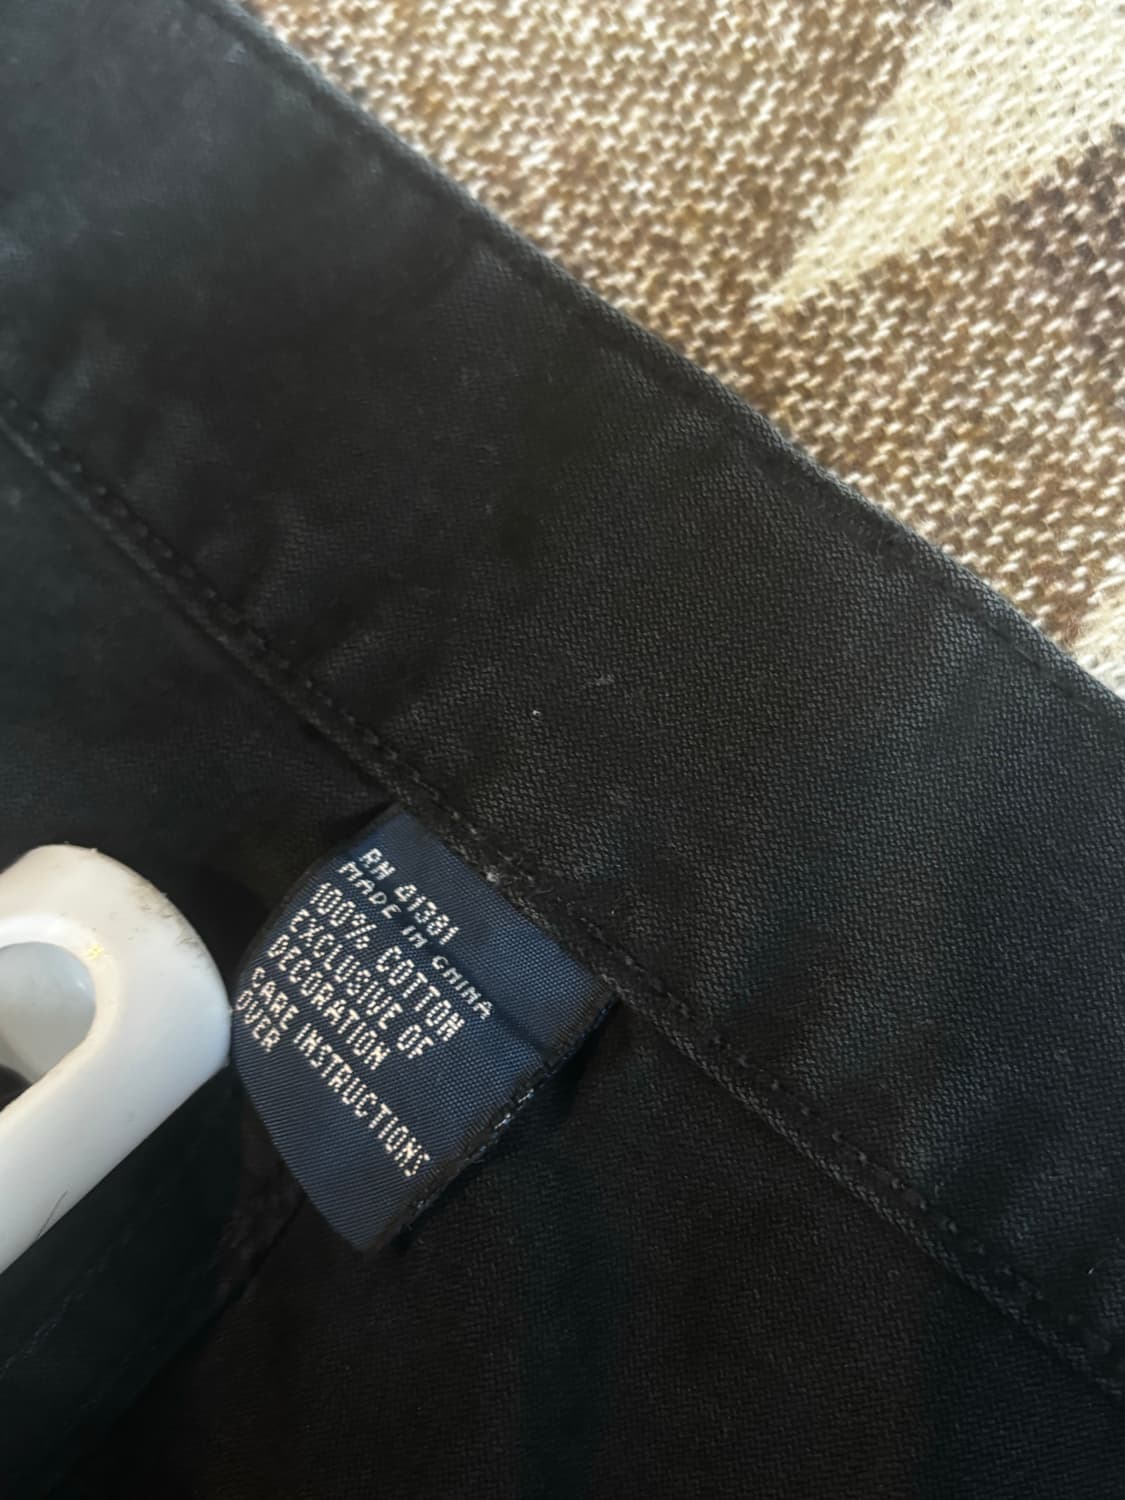 RN 41381
MADE IN CHINA
100% COTTON
EXCLUSIVE OF
DECORATION
CARE INSTRUCTIONS
OVER